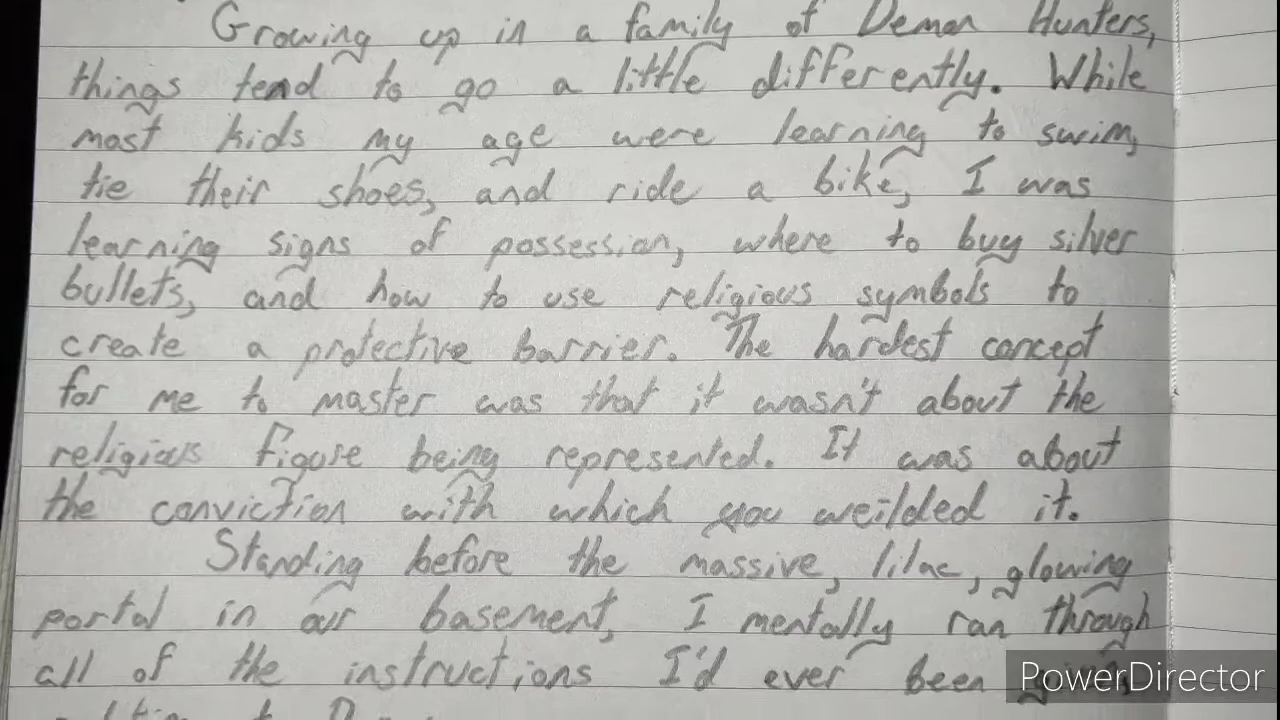 Growing up in a family of Demon Hunters,
things tend to go a little differently. While
most kids my age were learning to swim,
tie their shoes, and ride a bike, I was
learning signs of possession, where to buy silver
bullets, and how to use religious symbols to
create a protective barrier. The hardest concept
for me to master was that it wasn't about the
religious figure being represented. It was about
the conviction with which you weilded it.
Standing before the massive, lilac, glowing
portal in our basement, I mentally ran through
all of the instructions I'd ever been
PowerDirector